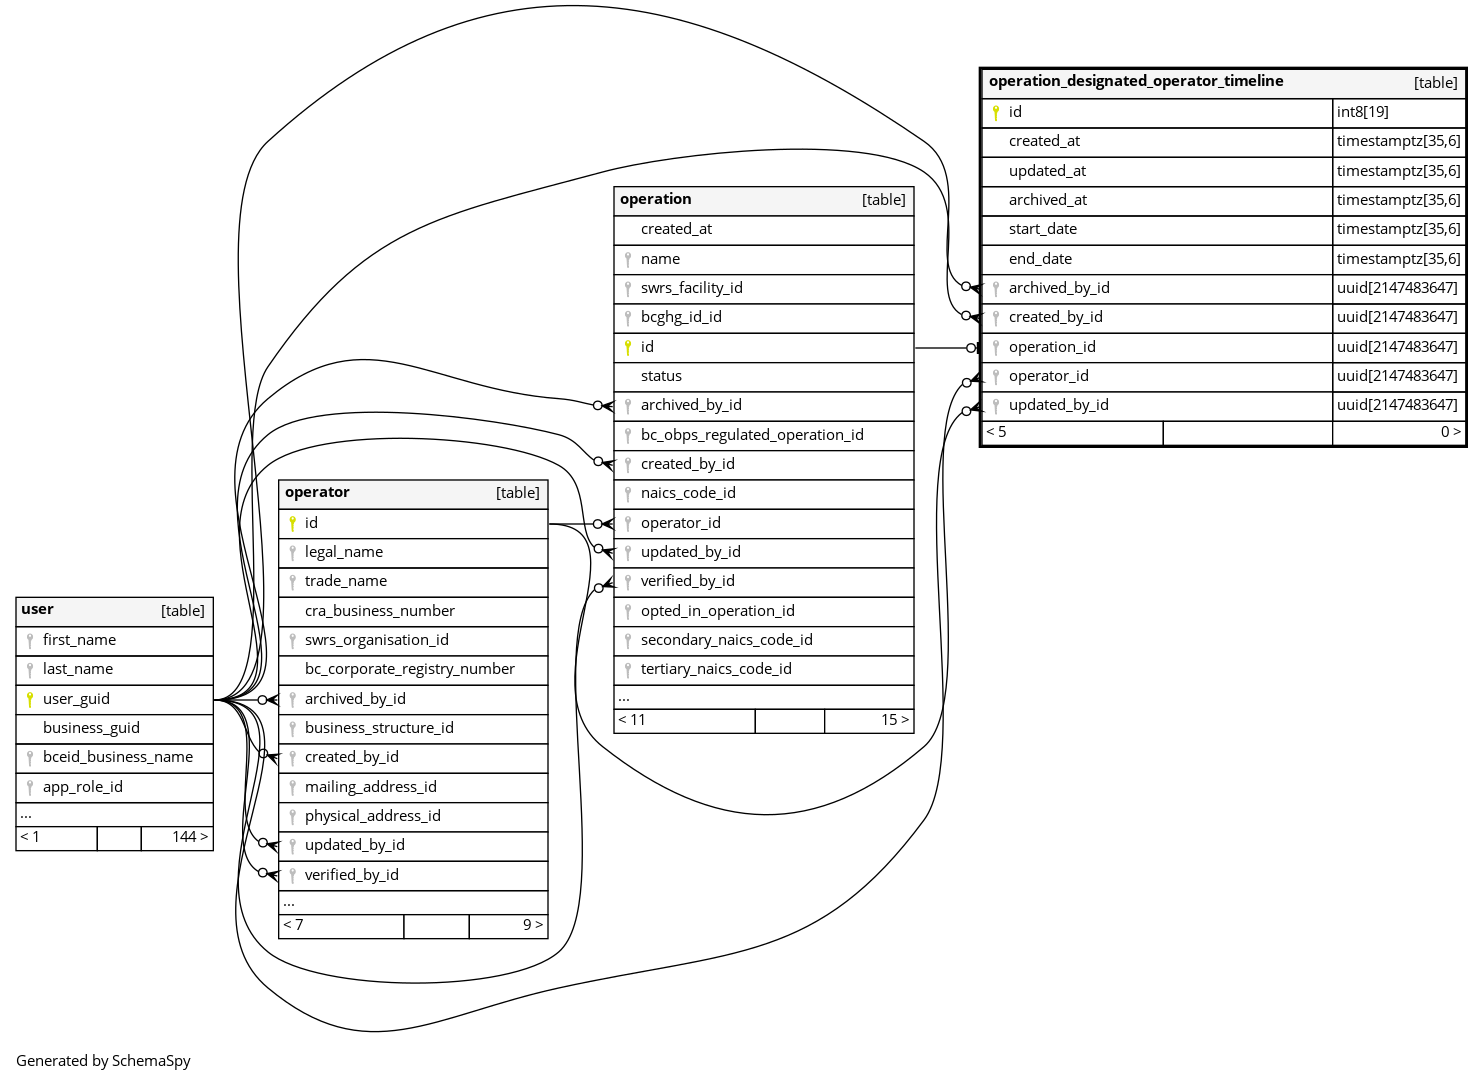 operation_designated_operator_timeline [table]
id int8[19]
created_at timestamptz[35,6]
updated_at timestamptz[35,6]
archived_at timestamptz[35,6]
start_date timestamptz[35,6]
end_date timestamptz[35,6]
archived_by_id uuid[2147483647]
created_by_id uuid[2147483647]
operation_id uuid[2147483647]
operator_id uuid[2147483647]
updated_by_id uuid[2147483647]
< 5 0 >
operation [table]
created_at
name
swrs_facility_id
bcghg_id_id
id
status
archived_by_id
bc_obps_regulated_operation_id
created_by_id
naics_code_id
operator_id
updated_by_id
verified_by_id
opted_in_operation_id
secondary_naics_code_id
tertiary_naics_code_id
...
< 11 15 >
operator [table]
id
legal_name
trade_name
cra_business_number
swrs_organisation_id
bc_corporate_registry_number
archived_by_id
business_structure_id
created_by_id
mailing_address_id
physical_address_id
updated_by_id
verified_by_id
...
< 7 9 >
user [table]
first_name
last_name
user_guid
business_guid
bceid_business_name
app_role_id
...
< 1 144 >
Generated by SchemaSpy